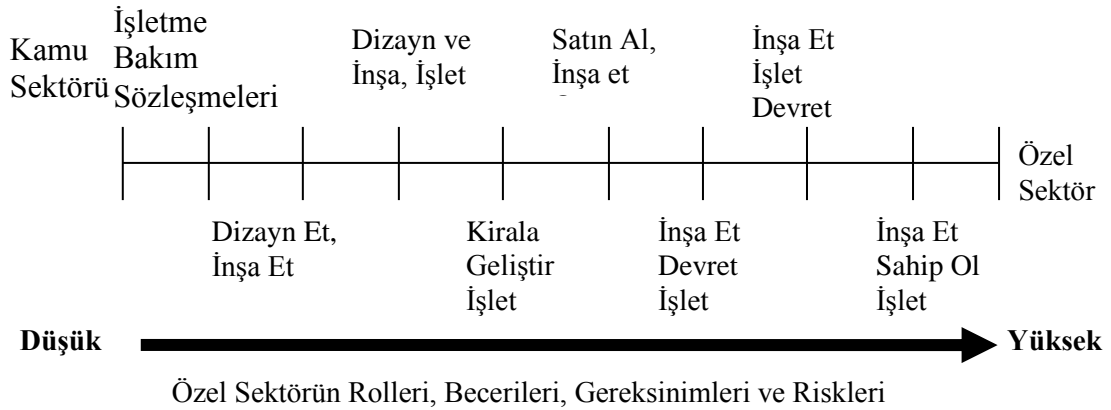 Kamu
Sektörü
İşletme
Bakım
Sözleşmeleri
Dizayn ve
İnşa, İşlet
Satın Al,
İnşa et
İnşa Et
İşlet
Devret
Özel
Sektör
Dizayn Et,
İnşa Et
Kirala
Geliştir
İşlet
İnşa Et
Devret
İşlet
İnşa Et
Sahip Ol
İşlet
Düşük
Yüksek
Özel Sektörün Rolleri, Becerileri, Gereksinimleri ve Riskleri